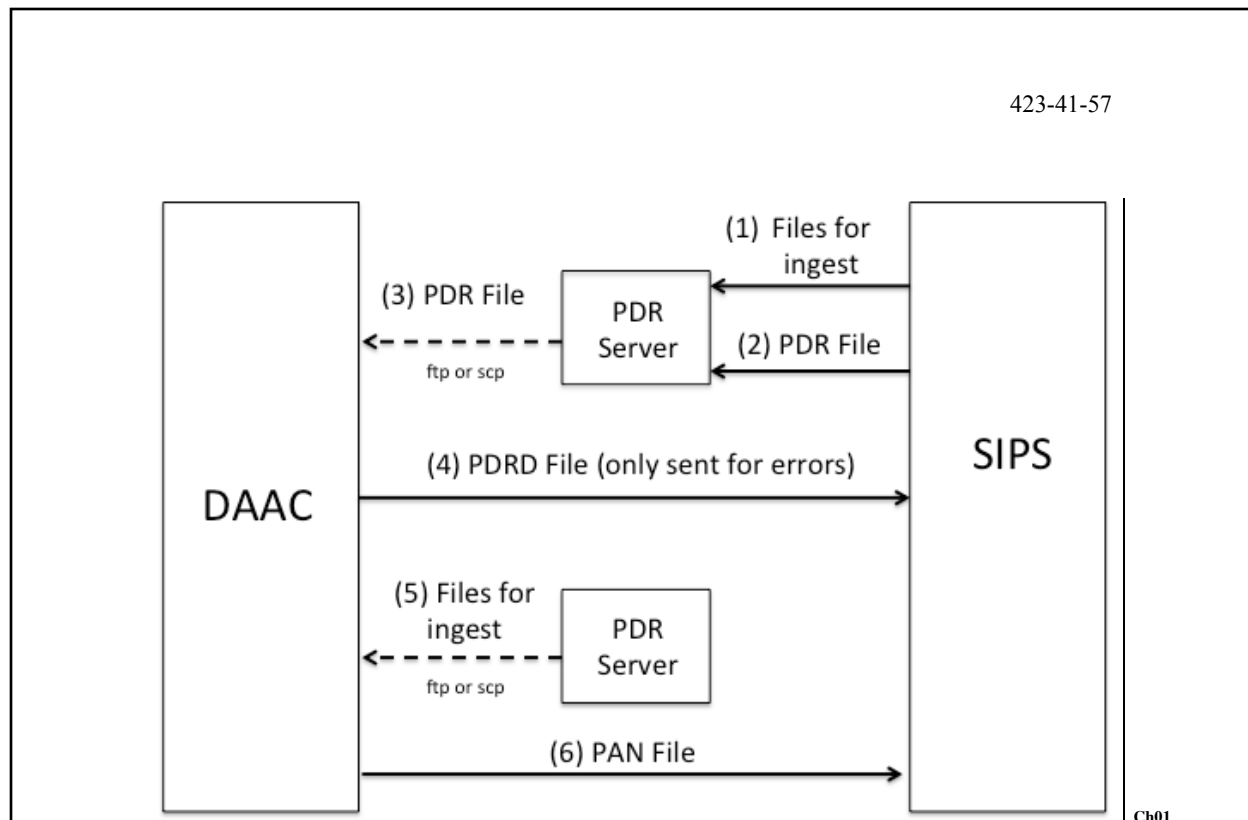 423-41-57
(1) Files for
ingest
(3) PDR File
PDR
Server
(2) PDR File
ftp or scp
(4) PDRD File (only sent for errors)
SIPS
DAAC
(5) Files for
ingest
PDR
Server
ftp or scp
(6) PAN File
Ch01